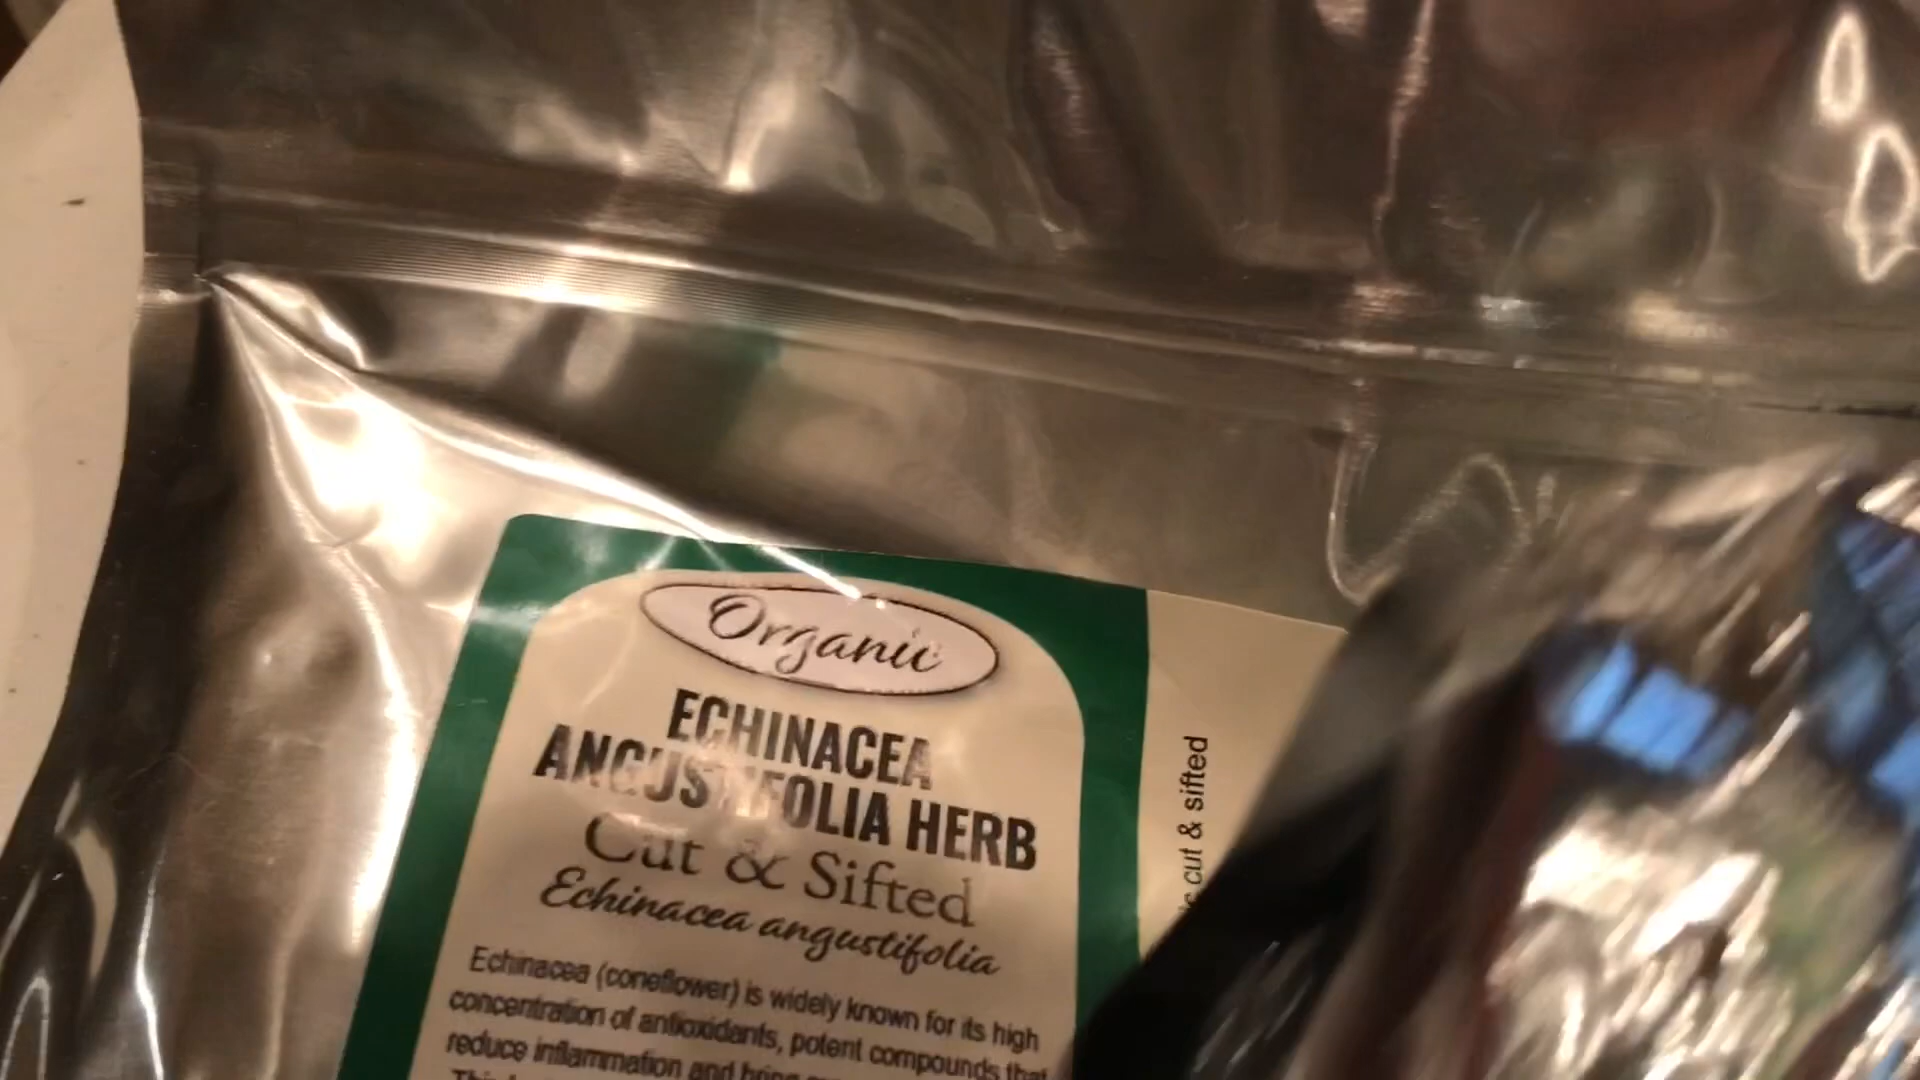 Organic
ECHINACEA
ANGUSTIFOLIA HERB
Cut & Sifted
Echinacea angustifolia
Echinacea (coneflower) is widely known for its high
concentration of antioxidants, potent compounds that
reduce inflammation and bring
cut & sifted